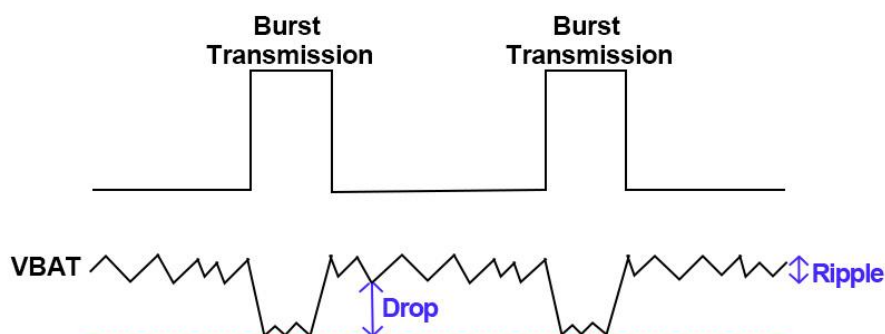 Burst
Transmission
Burst
Transmission
VBAT
Ripple
Drop